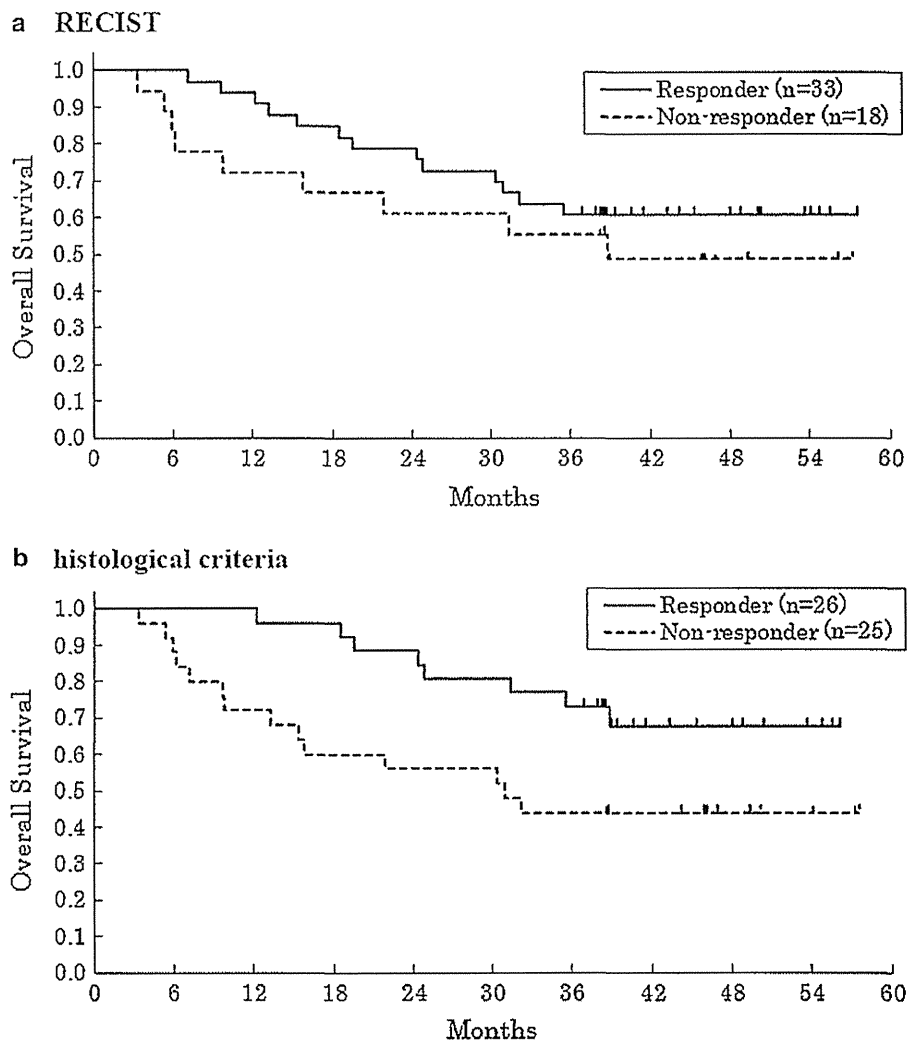 a RECIST
Responder (n=33)
Non-responder (n=18)
Overall Survival
1.0
0.9
0.8
0.7
0.6
0.5
0.4
0.3
0.2
0.1
0.0
0 6 12 18 24 30 36 42 48 54 60
Months
b histological criteria
Responder (n=26)
Non-responder (n=25)
Overall Survival
1.0
0.9
0.8
0.7
0.6
0.5
0.4
0.3
0.2
0.1
0.0
0 6 12 18 24 30 36 42 48 54 60
Months